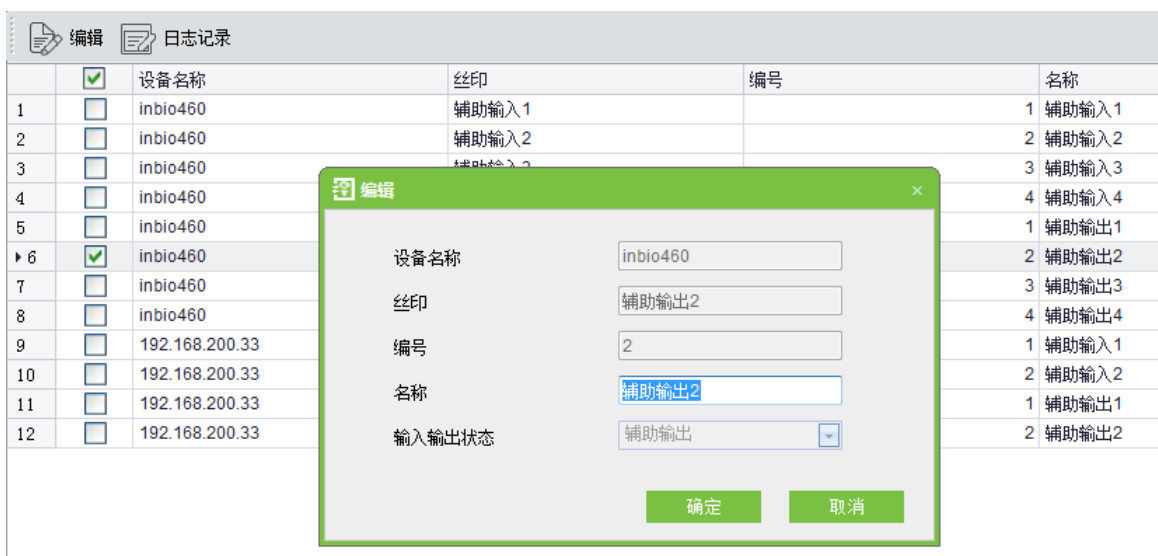 编辑 日志记录
设备名称 丝印 编号 名称
1 inbio460 辅助输入1 1 辅助输入1
2 inbio460 辅助输入2 2 辅助输入2
3 inbio460 3 辅助输入3
4 inbio460 4 辅助输入4
5 inbio460 1 辅助输出1
6 inbio460 2 辅助输出2
7 inbio460 3 辅助输出3
8 inbio460 4 辅助输出4
9 192.168.200.33 1 辅助输入1
10 192.168.200.33 2 辅助输入2
11 192.168.200.33 1 辅助输出1
12 192.168.200.33 2 辅助输出2
编辑
设备名称 inbio460
丝印 辅助输出2
编号 2
名称 辅助输出2
输入输出状态 辅助输出
确定 取消